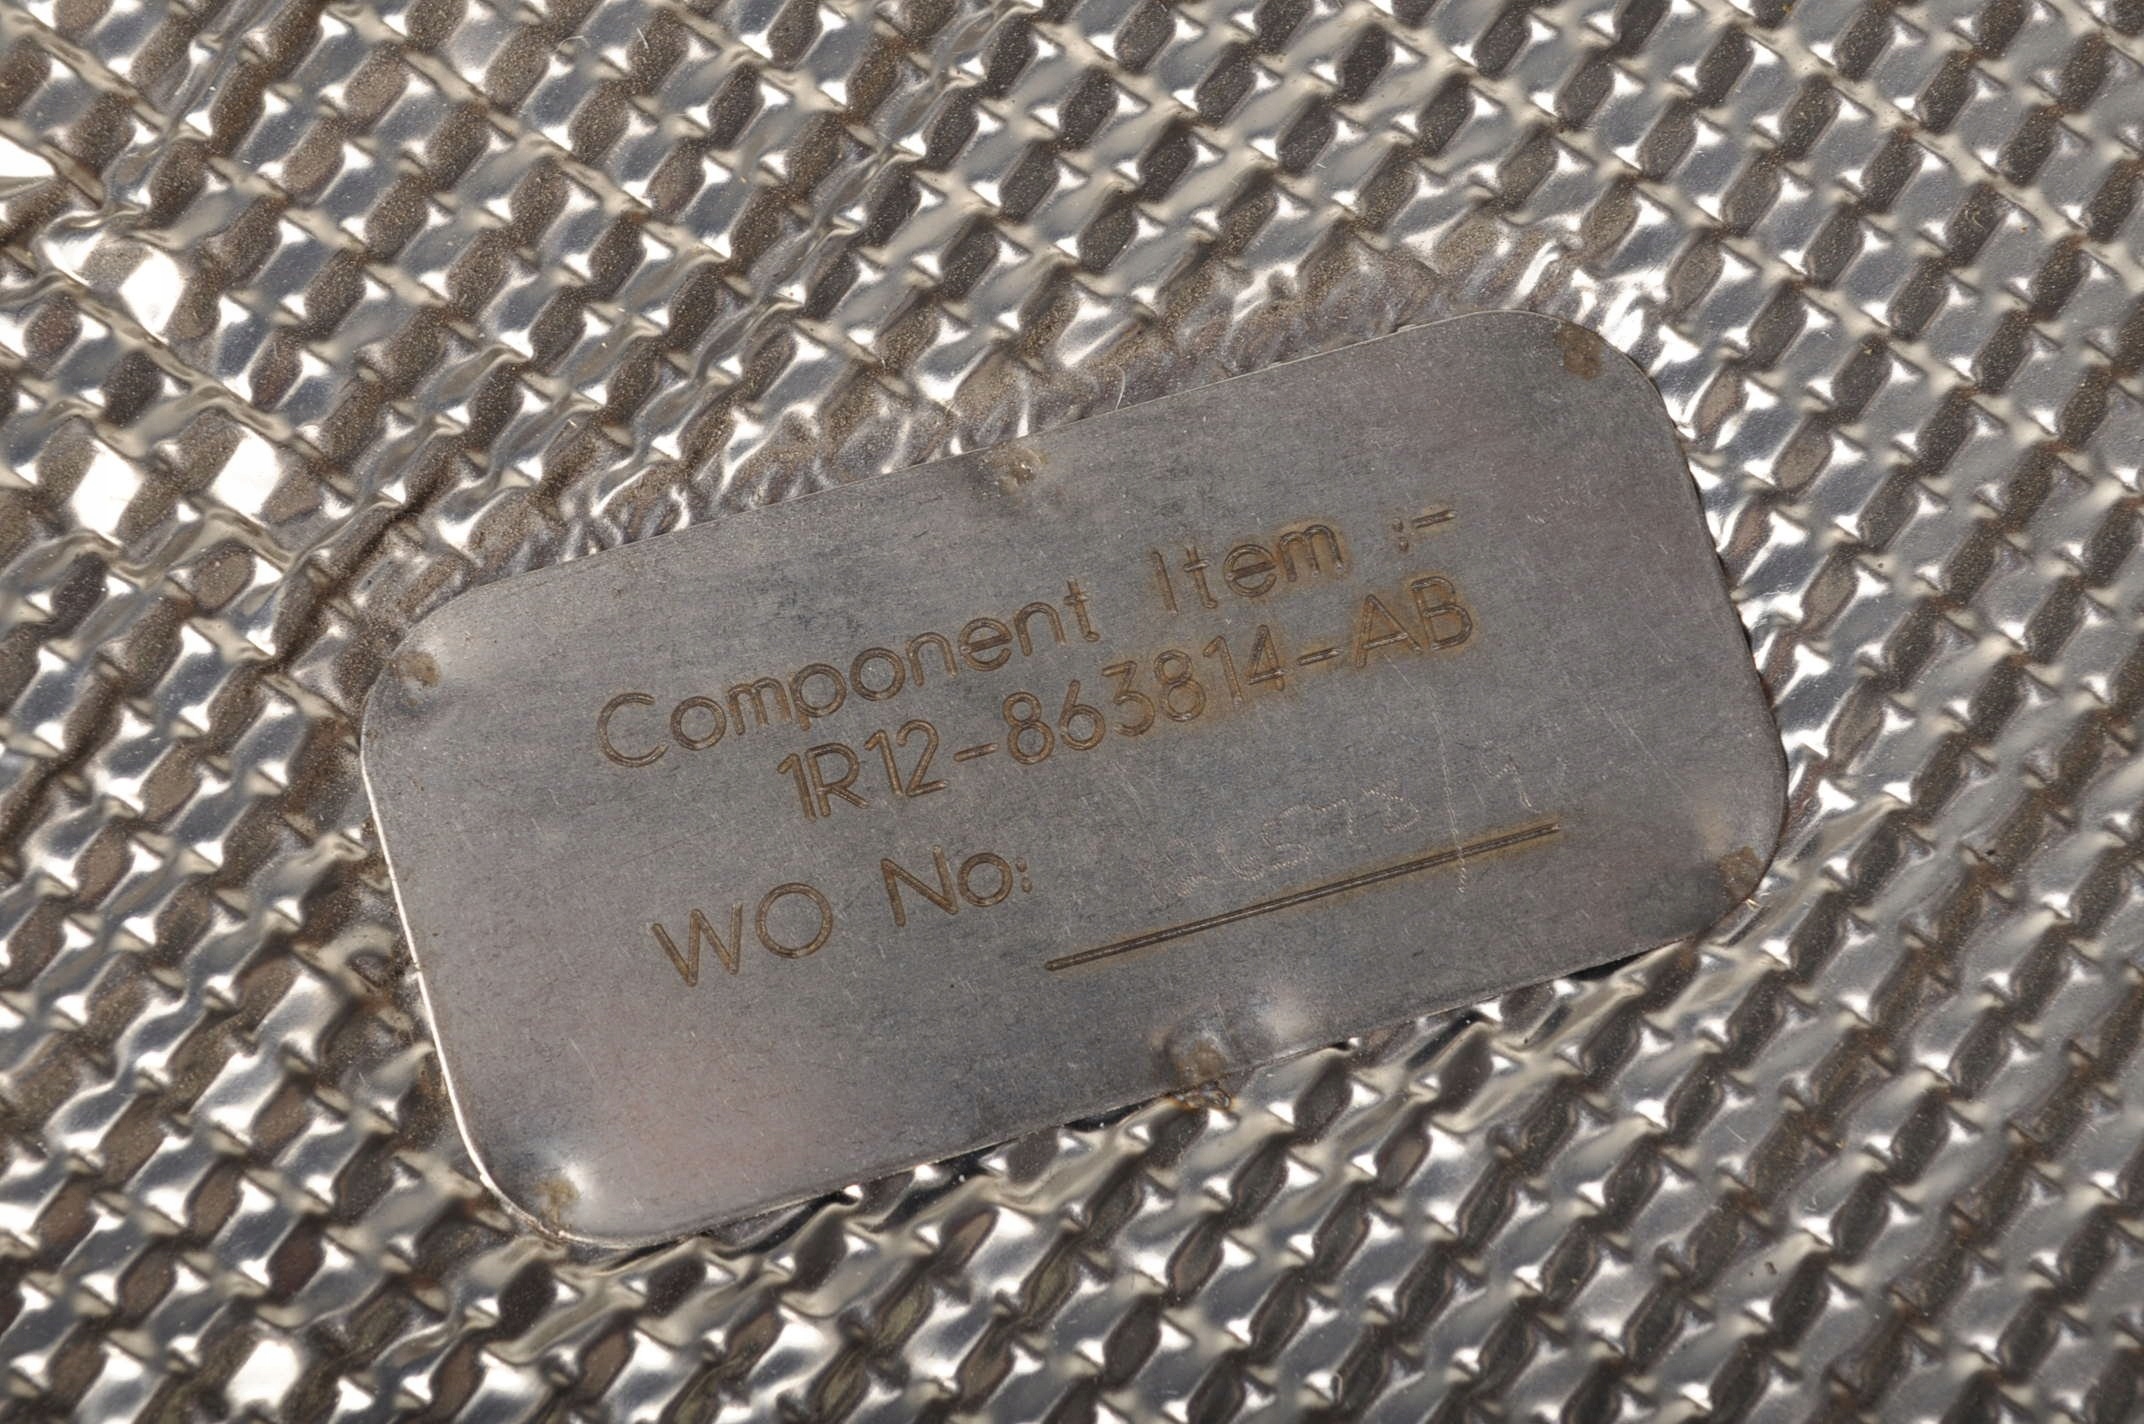 Component Item :-
1R12-863814-AB
WO No: